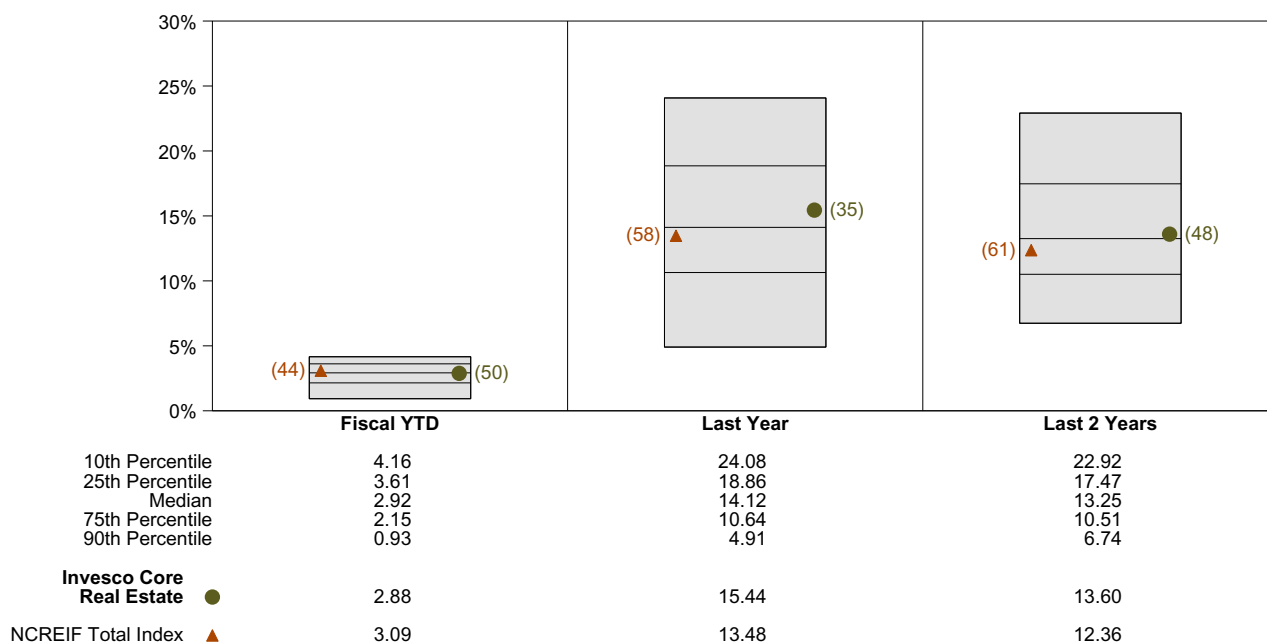 30%
25%
20%
15%
10%
5%
0%
(44) (50)
(58) (35)
(61) (48)
Fiscal YTD Last Year Last 2 Years
10th Percentile 4.16 24.08 22.92
25th Percentile 3.61 18.86 17.47
Median 2.92 14.12 13.25
75th Percentile 2.15 10.64 10.51
90th Percentile 0.93 4.91 6.74
Invesco Core
Real Estate 2.88 15.44 13.60
NCREIF Total Index 3.09 13.48 12.36